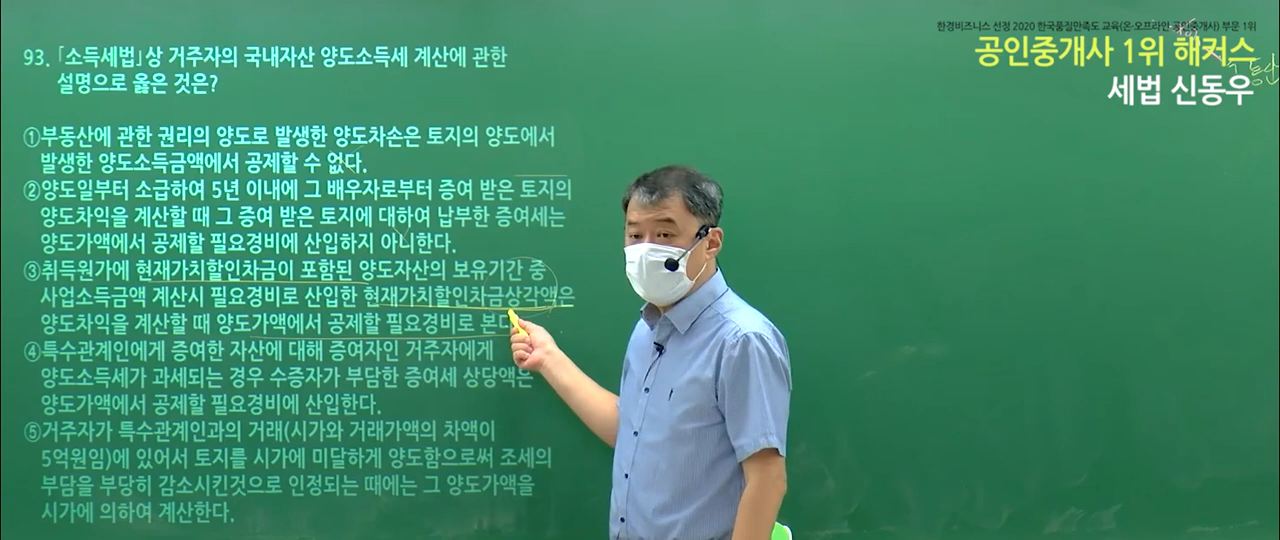 한경비즈니스 선정 2020 한국품질만족도 교육(온·오프라인 공인중개사) 부문 1위
공인중개사 1위 해커스
세법 신동우
93. 「소득세법」상 거주자의 국내자산 양도소득세 계산에 관한
설명으로 옳은 것은?
①부동산에 관한 권리의 양도로 발생한 양도차손은 토지의 양도에서
발생한 양도소득금액에서 공제할 수 없다.
②양도일부터 소급하여 5년 이내에 그 배우자로부터 증여 받은 토지의
양도차익을 계산할 때 그 증여 받은 토지에 대하여 납부한 증여세는
양도가액에서 공제할 필요경비에 산입하지 아니한다.
③취득원가에 현재가치할인차금이 포함된 양도자산의 보유기간 중
사업소득금액 계산시 필요경비로 산입한 현재가치할인차금상각액은
양도차익을 계산할 때 양도가액에서 공제할 필요경비로 본다
④특수관계인에게 증여한 자산에 대해 증여자인 거주자에게
양도소득세가 과세되는 경우 수증자가 부담한 증여세 상당액은
양도가액에서 공제할 필요경비에 산입한다.
⑤거주자가 특수관계인과의 거래(시가와 거래가액의 차액이
5억원임)에 있어서 토지를 시가에 미달하게 양도함으로써 조세의
부담을 부당히 감소시킨것으로 인정되는 때에는 그 양도가액을
시가에 의하여 계산한다.